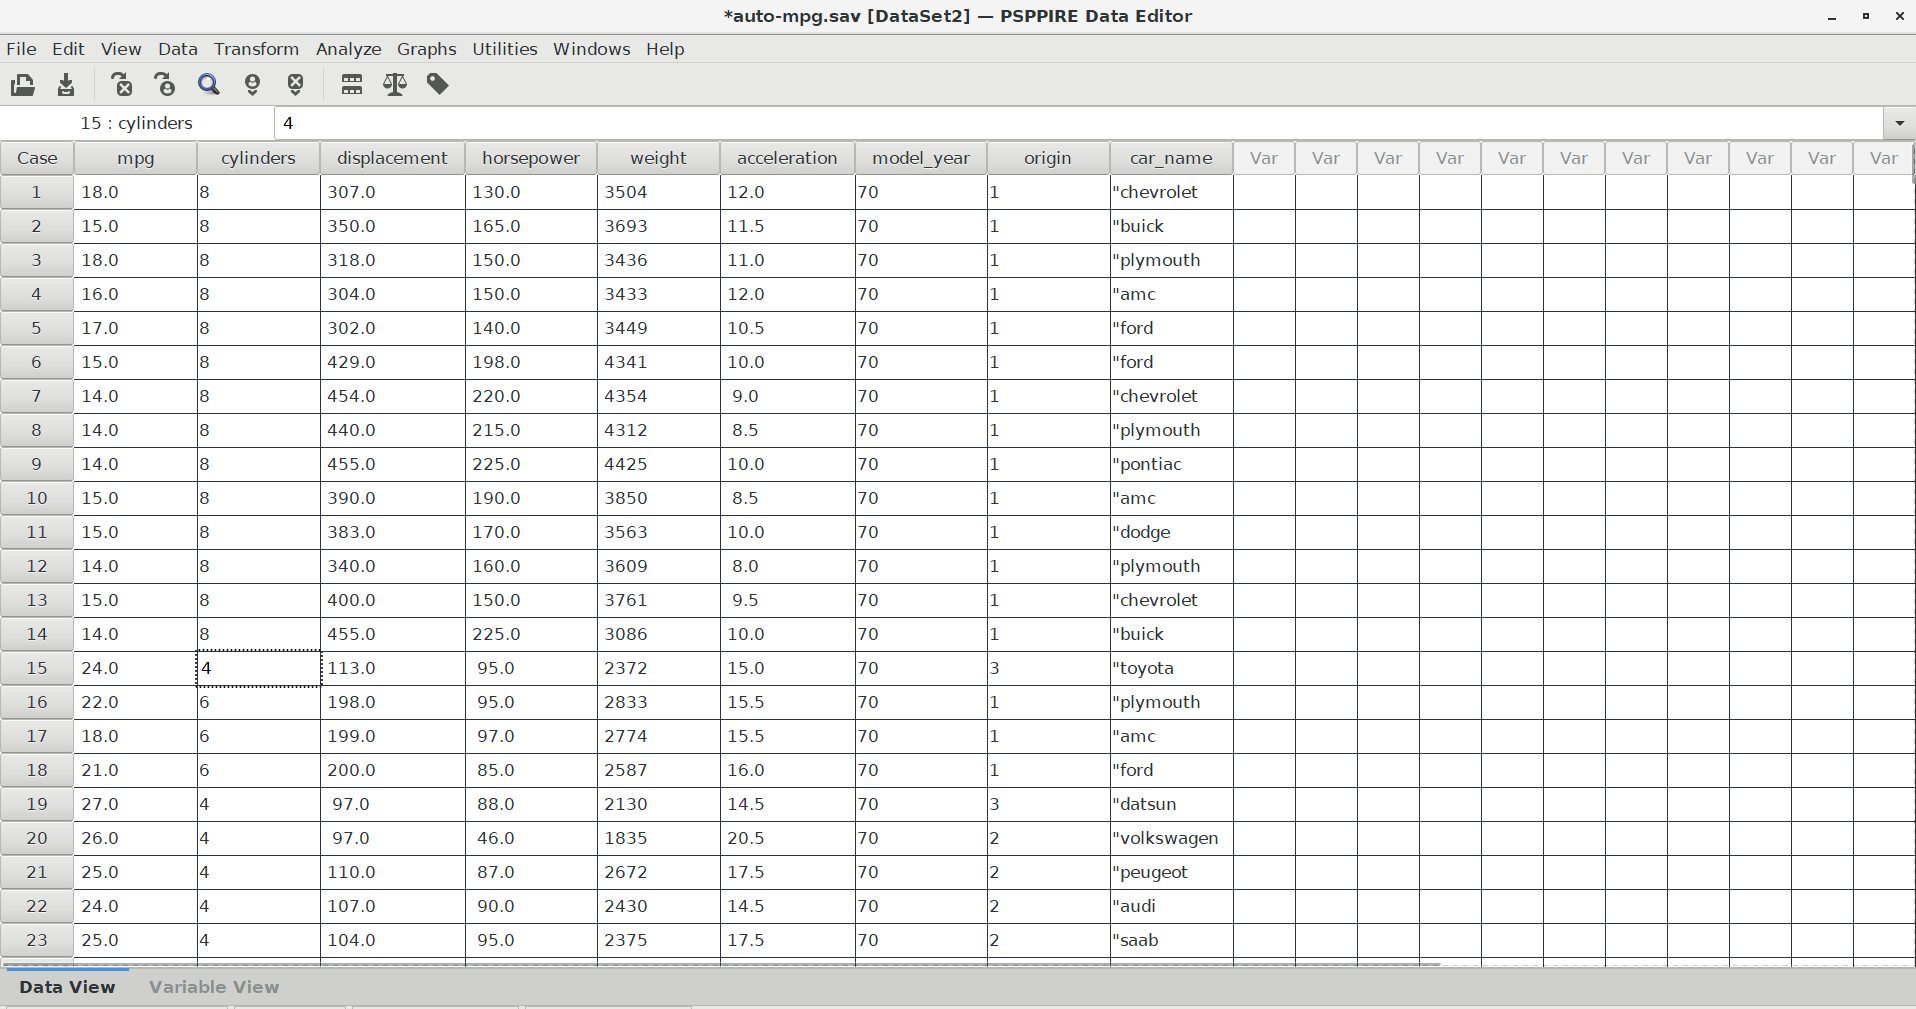 *auto-mpg.sav [DataSet2] — PSPPIRE Data Editor
File Edit View Data Transform Analyze Graphs Utilities Windows Help
15 : cylinders 4
Case mpg cylinders displacement horsepower weight acceleration model_year origin car_name Var Var Var Var Var Var Var Var Var Var Var
1 18.0 8 307.0 130.0 3504 12.0 70 1 "chevrolet
2 15.0 8 350.0 165.0 3693 11.5 70 1 "buick
3 18.0 8 318.0 150.0 3436 11.0 70 1 "plymouth
4 16.0 8 304.0 150.0 3433 12.0 70 1 "amc
5 17.0 8 302.0 140.0 3449 10.5 70 1 "ford
6 15.0 8 429.0 198.0 4341 10.0 70 1 "ford
7 14.0 8 454.0 220.0 4354 9.0 70 1 "chevrolet
8 14.0 8 440.0 215.0 4312 8.5 70 1 "plymouth
9 14.0 8 455.0 225.0 4425 10.0 70 1 "pontiac
10 15.0 8 390.0 190.0 3850 8.5 70 1 "amc
11 15.0 8 383.0 170.0 3563 10.0 70 1 "dodge
12 14.0 8 340.0 160.0 3609 8.0 70 1 "plymouth
13 15.0 8 400.0 150.0 3761 9.5 70 1 "chevrolet
14 14.0 8 455.0 225.0 3086 10.0 70 1 "buick
15 24.0 4 113.0 95.0 2372 15.0 70 3 "toyota
16 22.0 6 198.0 95.0 2833 15.5 70 1 "plymouth
17 18.0 6 199.0 97.0 2774 15.5 70 1 "amc
18 21.0 6 200.0 85.0 2587 16.0 70 1 "ford
19 27.0 4 97.0 88.0 2130 14.5 70 3 "datsun
20 26.0 4 97.0 46.0 1835 20.5 70 2 "volkswagen
21 25.0 4 110.0 87.0 2672 17.5 70 2 "peugeot
22 24.0 4 107.0 90.0 2430 14.5 70 2 "audi
23 25.0 4 104.0 95.0 2375 17.5 70 2 "saab
Data View Variable View